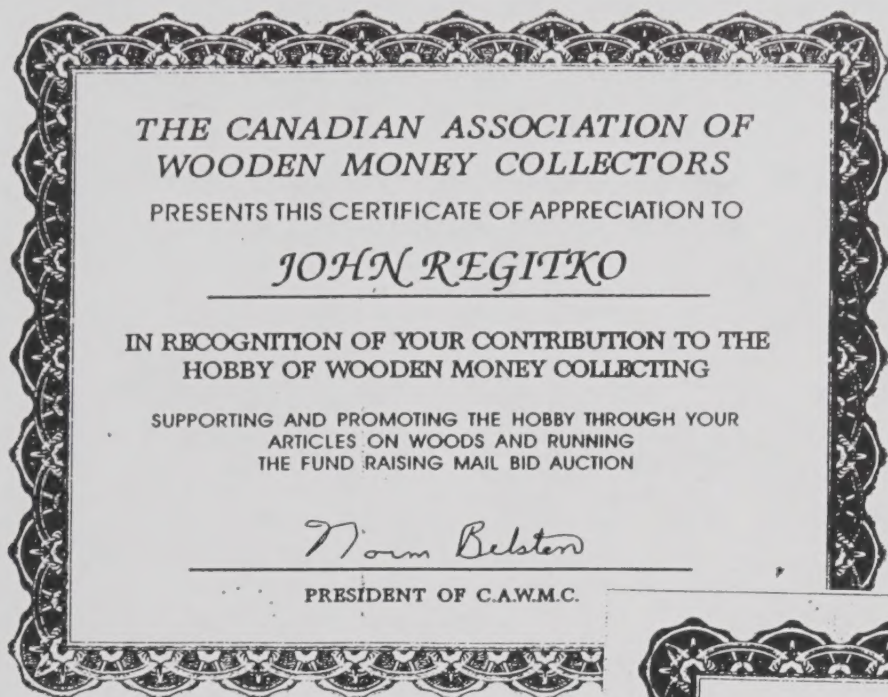 THE CANADIAN ASSOCIATION OF
WOODEN MONEY COLLECTORS
PRESENTS THIS CERTIFICATE OF APPRECIATION TO
JOHN REGITKO
IN RECOGNITION OF YOUR CONTRIBUTION TO THE
HOBBY OF WOODEN MONEY COLLECTING
SUPPORTING AND PROMOTING THE HOBBY THROUGH YOUR
ARTICLES ON WOODS AND RUNNING
THE FUND RAISING MAIL BID AUCTION
Norm Belsten
PRESIDENT OF C.A.W.M.C.